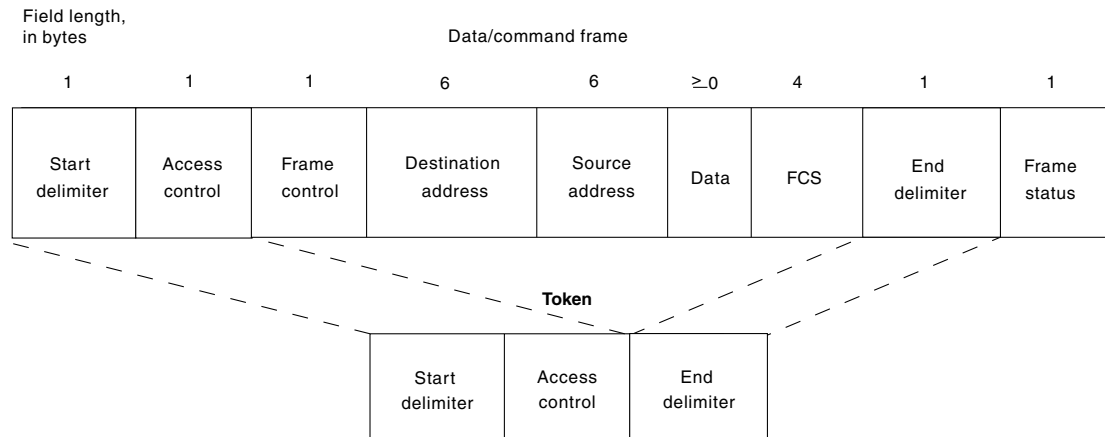 Field length,
in bytes
Data/command frame
1 1 1 6 6 ≥0 4 1 1
Start
delimiter
Access
control
Frame
control
Destination
address
Source
address
Data
FCS
End
delimiter
Frame
status
Token
Start
delimiter
Access
control
End
delimiter